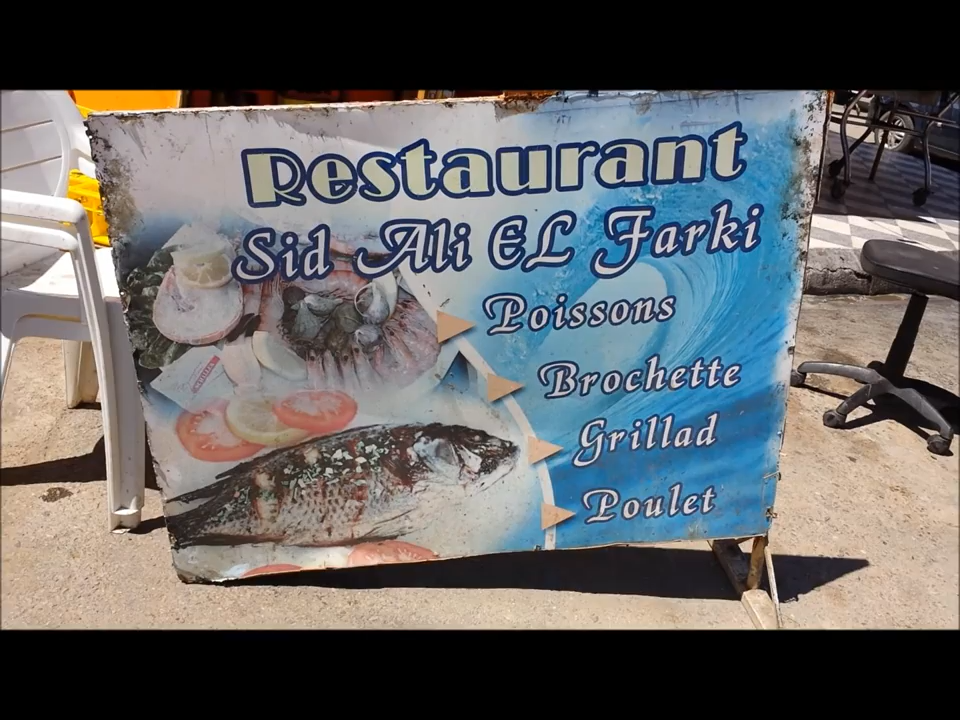 Restaurant
Sid Ali EL Farki
Poissons
Brochette
Grillad
Poulet